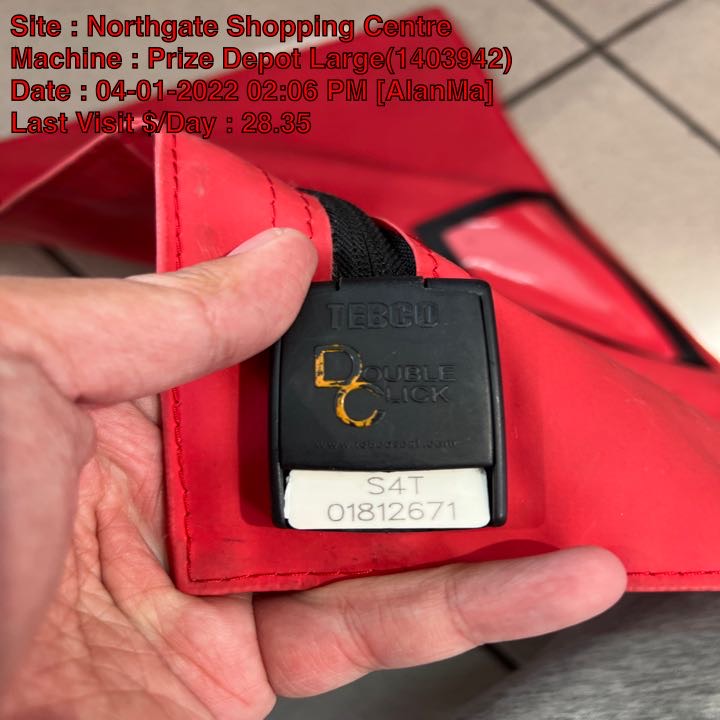 Site : Northgate Shopping Centre
Machine : Prize Depot Large(1403942)
Date : 04-01-2022 02:06 PM [AlanMa]
Last Visit $/Day : 28.35
TEBCO
DOUBLE
CLICK
S4T
01812671